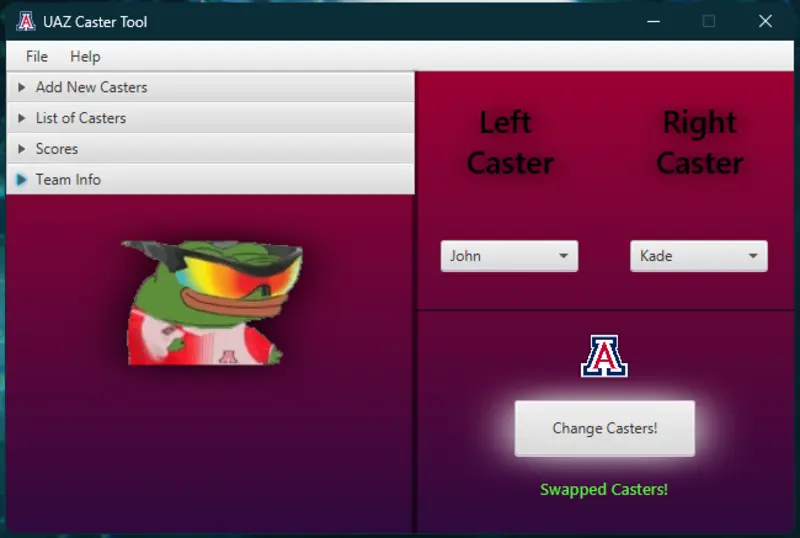 UAZ Caster Tool
File Help
Add New Casters
List of Casters
Scores
Team Info
Left
Caster
Right
Caster
John
Kade
A
Change Casters!
Swapped Casters!